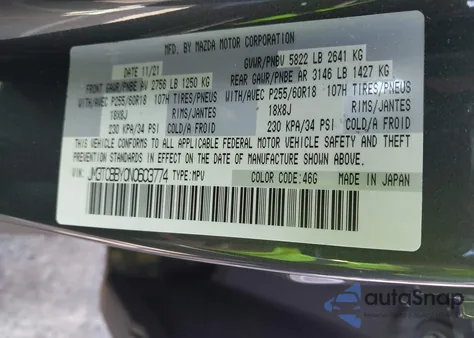 MFD. BY MAZDA MOTOR CORPORATION
DATE 11/21 GVWR/PNBV 5822 LB 2641 KG
FRONT GAWR/PNBE AV 2756 LB 1250 KG REAR GAWR/PNBE AR 3146 LB 1427 KG
WITH/AVEC P255/60R18 107H TIRES/PNEUS WITH/AVEC P255/60R18 107H TIRES/PNEUS
18X8J RIMS/JANTES 18X8J RIMS/JANTES
230 KPA/34 PSI COLD/A FROID 230 KPA/34 PSI COLD/A FROID
THIS VEHICLE CONFORMS TO ALL APPLICABLE FEDERAL MOTOR VEHICLE SAFETY AND
THEFT PREVENTION STANDARDS IN EFFECT ON THE DATE OF MANUFACTURE SHOWN ABOVE.
JM3TCBBY0N0603774 TYPE:MPV COLOR CODE:46G MADE IN JAPAN
autoSnap